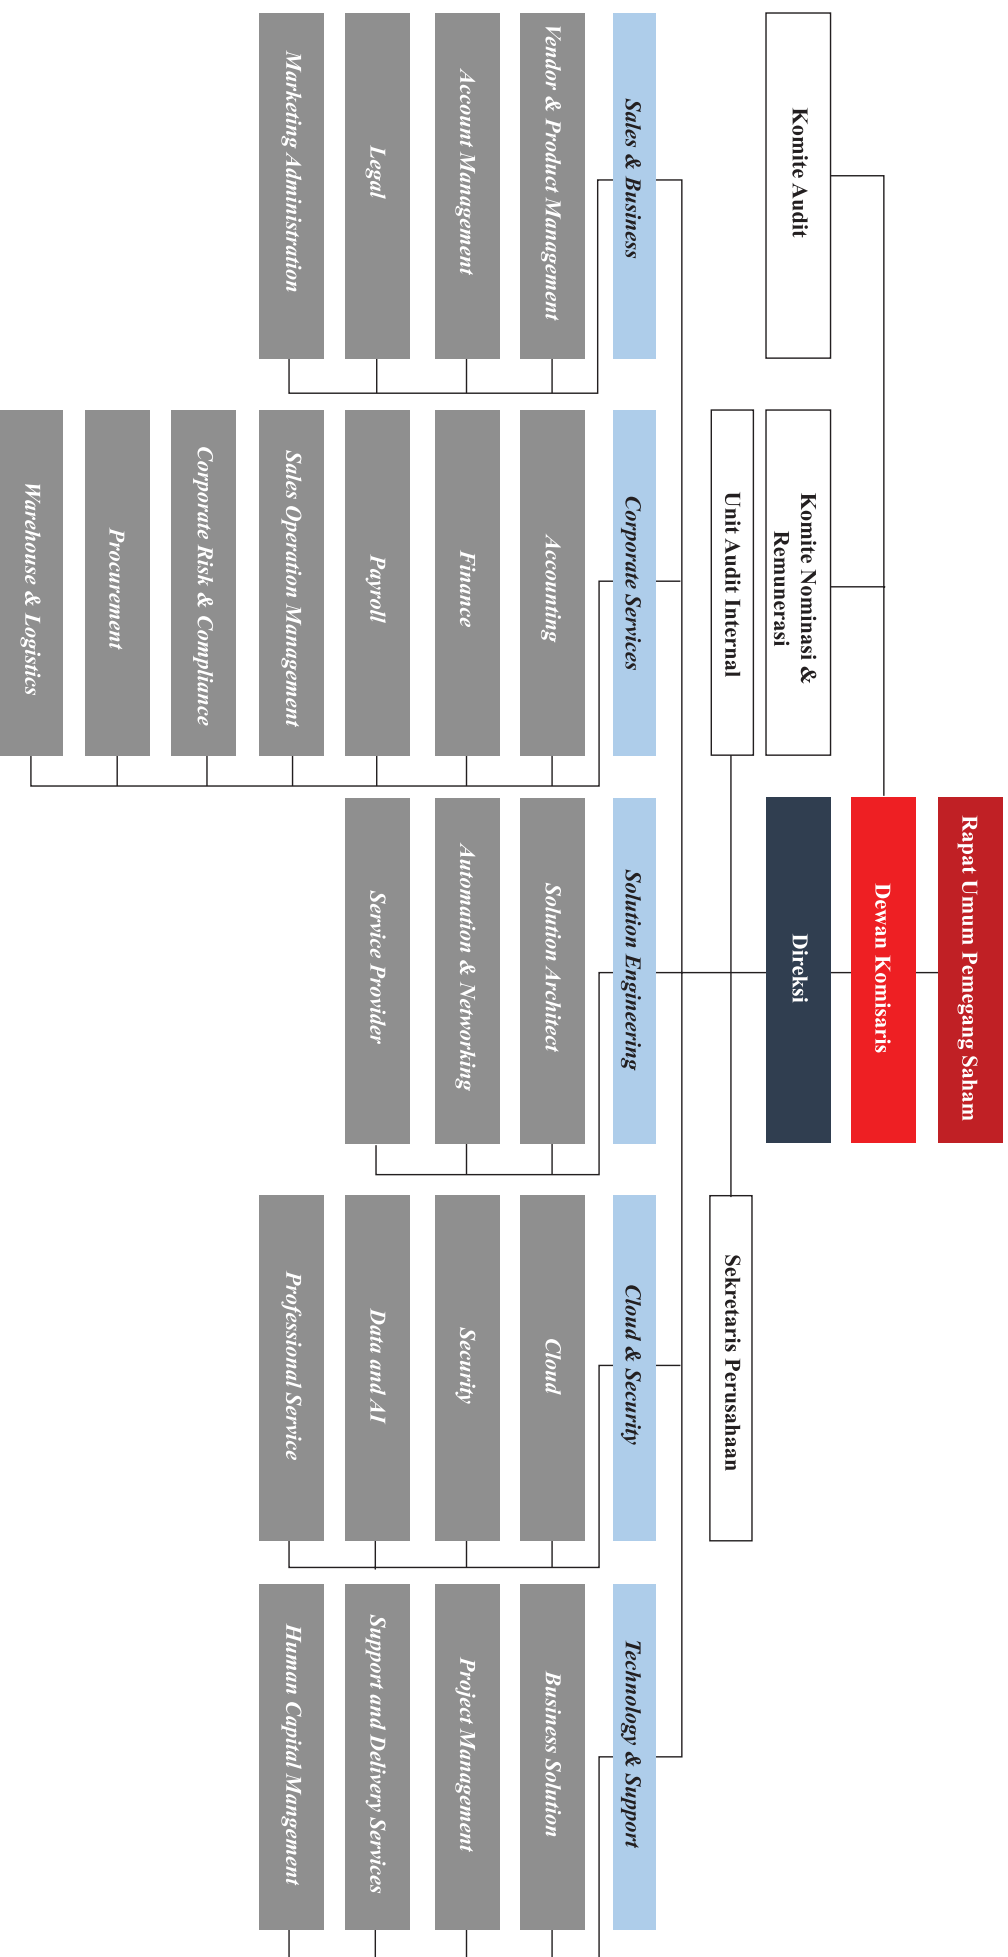 Rapat Umum Pemegang Saham
Dewan Komisaris
Komite Audit
Komite Nominasi &
Remunerasi
Direksi
Unit Audit Internal
Sekretaris Perusahaan
Sales & Business
Corporate Services
Solution Engineering
Cloud & Security
Technology & Support
Vendor & Product Management
Accounting
Solution Architect
Cloud
Business Solution
Account Management
Finance
Automation & Networking
Security
Project Management
Legal
Payroll
Service Provider
Data and AI
Support and Delivery Services
Marketing Administration
Sales Operation Management
Professional Service
Human Capital Mangement
Corporate Risk & Compliance
Procurement
Warehouse & Logistics